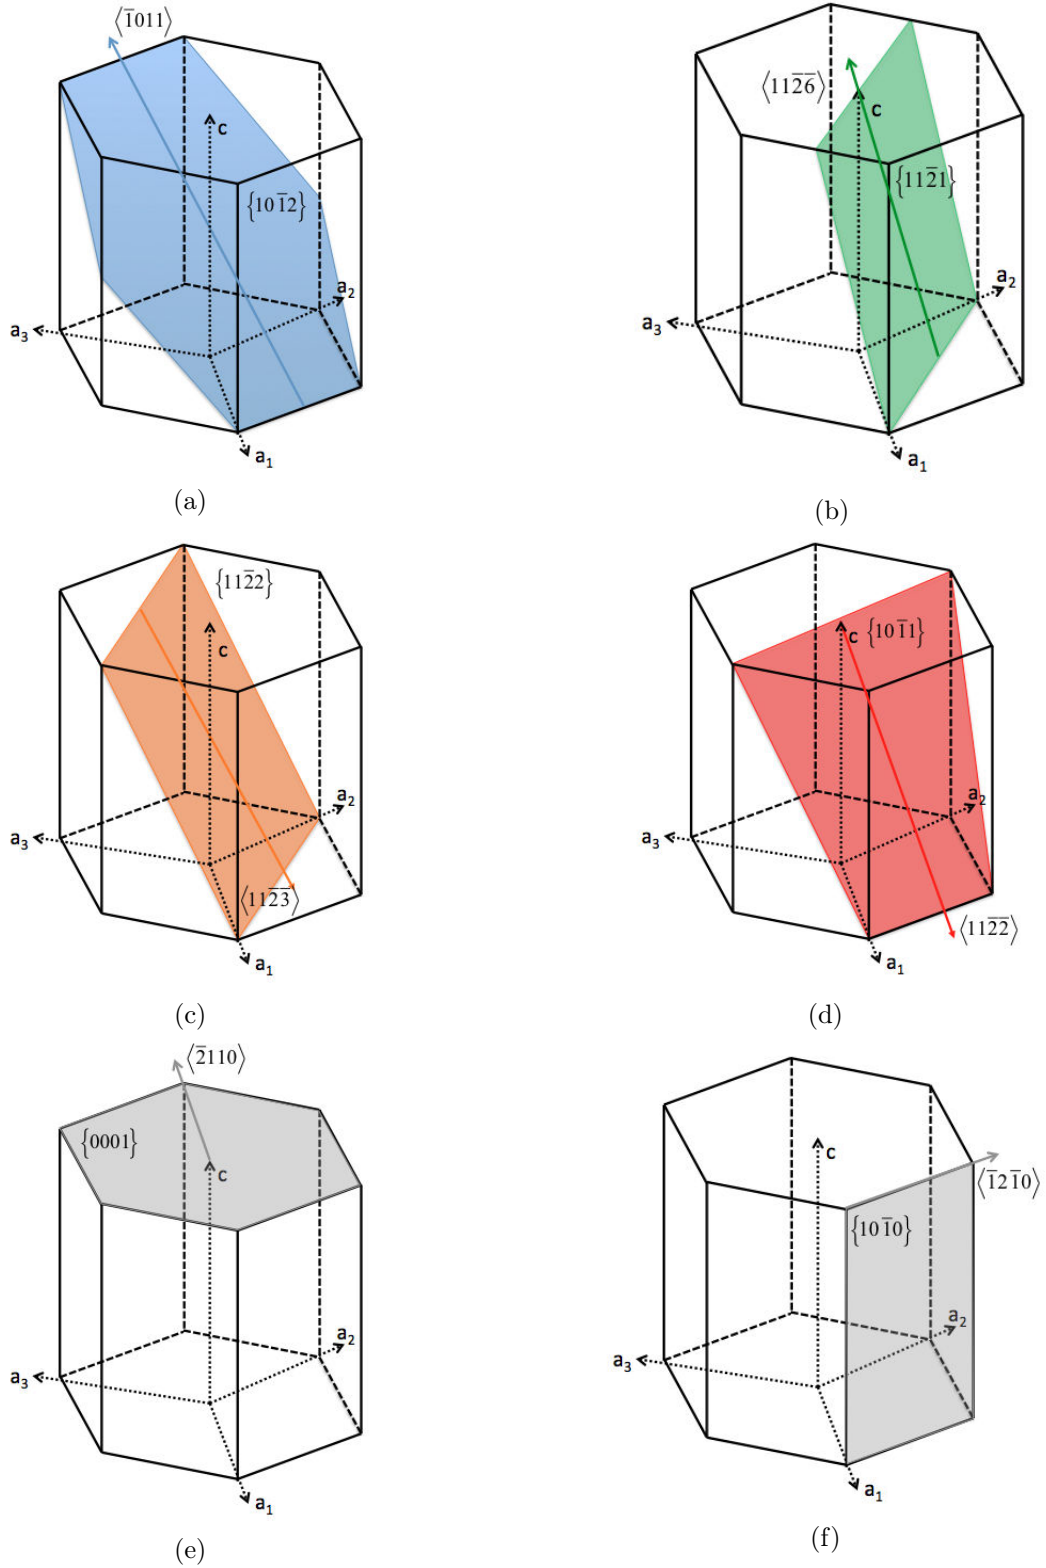 ⟨1̅011⟩
c
{101̅2}
a₂
a₃
a₁
(a)
⟨112̅6̅⟩
c
{112̅1}
a₂
a₃
a₁
(b)
{112̅2}
c
a₂
a₃
⟨112̅3̅⟩
a₁
(c)
c {101̅1}
a₂
a₃
⟨112̅2̅⟩
a₁
(d)
⟨2̅110⟩
{0001}
c
a₂
a₃
a₁
(e)
c
⟨1̅21̅0⟩
{101̅0}
a₂
a₃
a₁
(f)